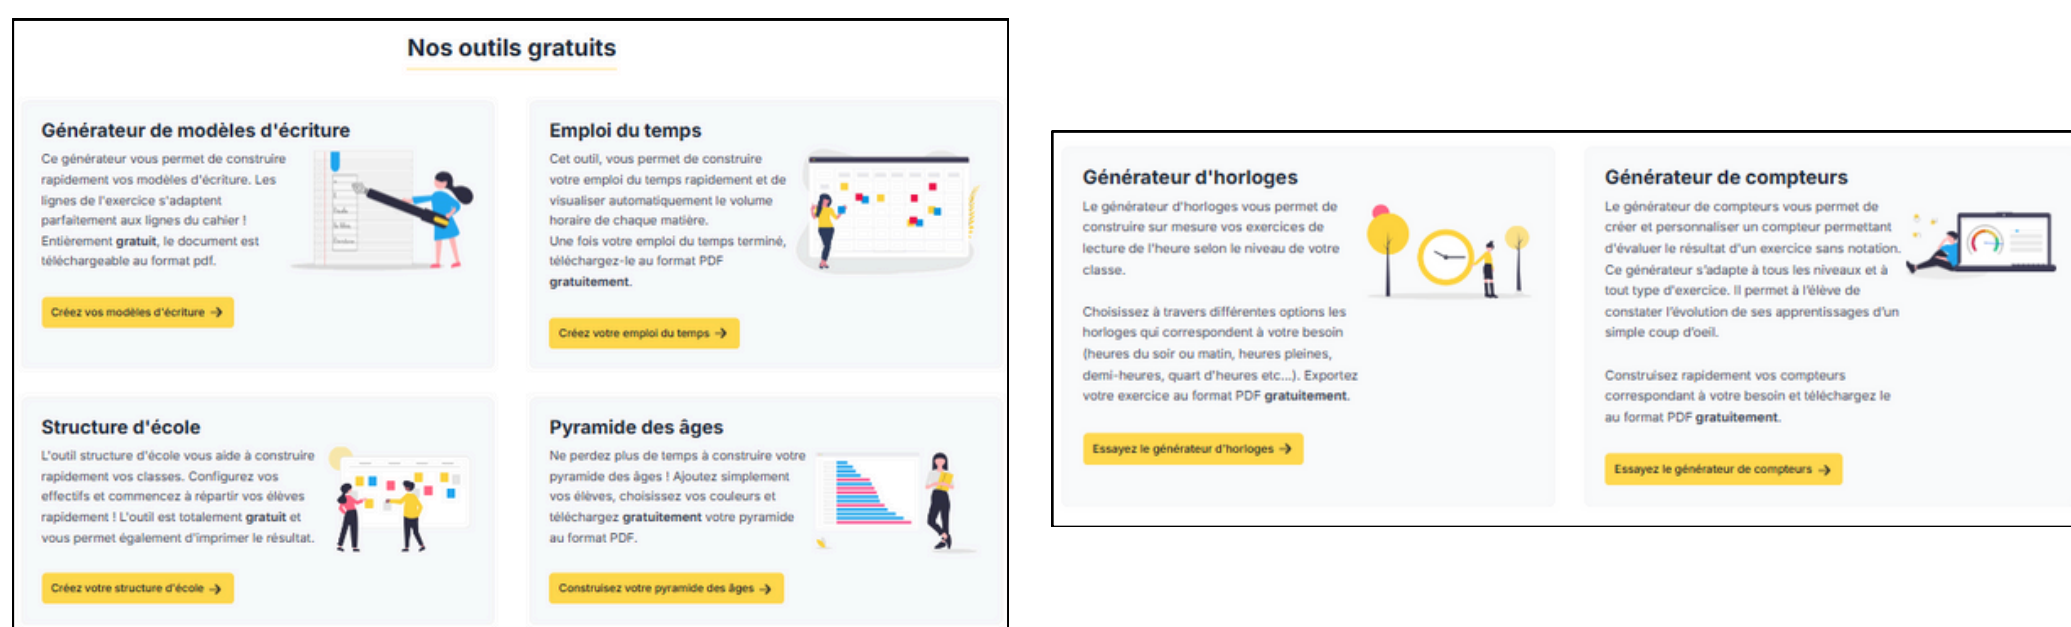 Nos outils gratuits
Générateur de modèles d'écriture
Ce générateur vous permet de construire
rapidement vos modèles d'écriture. Les
lignes de l'exercice s'adaptent
parfaitement aux lignes du cahier !
Entièrement gratuit, le document est
téléchargeable au format pdf.
Créez vos modèles d'écriture →
Emploi du temps
Cet outil, vous permet de construire
votre emploi du temps rapidement et de
visualiser automatiquement le volume
horaire de chaque matière.
Une fois votre emploi du temps terminé,
téléchargez-le au format PDF
gratuitement.
Créez votre emploi du temps →
Structure d'école
L'outil structure d'école vous aide à construire
rapidement vos classes. Configurez vos
effectifs et commencez à répartir vos élèves
rapidement ! L'outil est totalement gratuit et
vous permet également d'imprimer le résultat.
Créez votre structure d'école →
Pyramide des âges
Ne perdez plus de temps à construire votre
pyramide des âges ! Ajoutez simplement
vos élèves, choisissez vos couleurs et
téléchargez gratuitement votre pyramide
au format PDF.
Construisez votre pyramide des âges →
Générateur d'horloges
Le générateur d'horloges vous permet de
construire sur mesure vos exercices de
lecture de l'heure selon le niveau de votre
classe.
Choisissez à travers différentes options les
horloges qui correspondent à votre besoin
(heures du soir ou matin, heures pleines,
demi-heures, quart d'heures etc...). Exportez
votre exercice au format PDF gratuitement.
Essayez le générateur d'horloges →
Générateur de compteurs
Le générateur de compteurs vous permet de
créer et personnaliser un compteur permettant
d'évaluer le résultat d'un exercice sans notation.
Ce générateur s'adapte à tous les niveaux et à
tout type d'exercice. Il permet à l'élève de
constater l'évolution de ses apprentissages d'un
simple coup d'oeil.
Construisez rapidement vos compteurs
correspondant à votre besoin et téléchargez le
au format PDF gratuitement.
Essayez le générateur de compteurs →